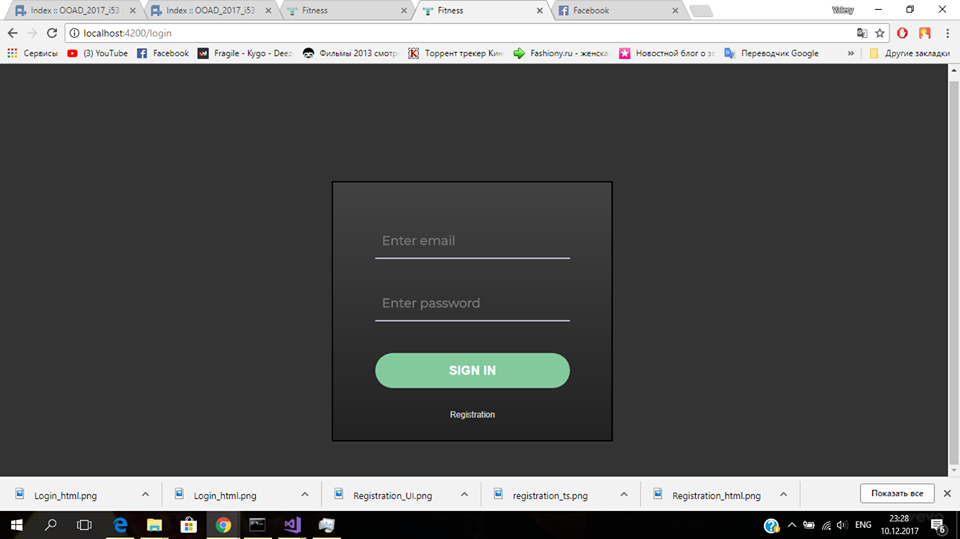 Index :: OOAD_2017_i53
Index :: OOAD_2017_i53
Fitness
Fitness
Facebook
Valeriy
localhost:4200/login
Сервисы
(3) YouTube
Facebook
Fragile - Kygo - Deez
Фильмы 2013 смотр
Торрент трекер Кин
Fashiony.ru - женска
Новостной блог о зе
Переводчик Google
»
Другие закладки
Enter email
Enter password
SIGN IN
Registration
Login_html.png
Login_html.png
Registration_UI.png
registration_ts.png
Registration_html.png
Показать все
ENG
23:28
10.12.2017
6